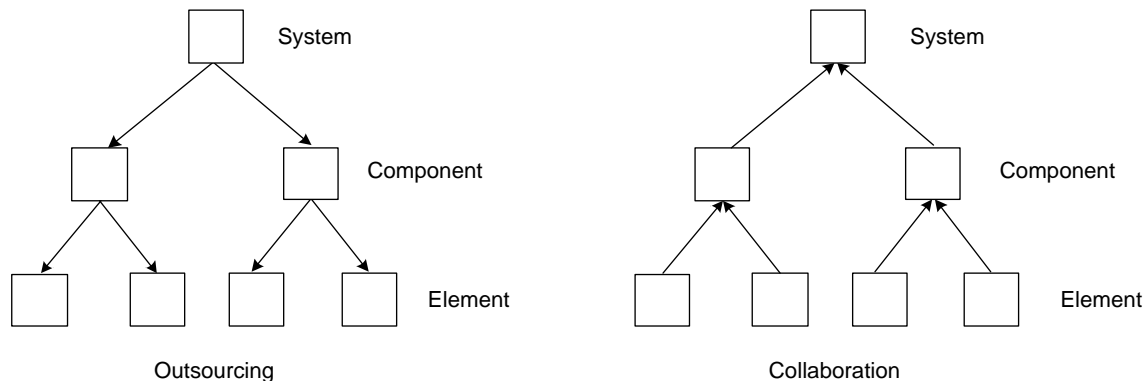 System
Component
Element
Outsourcing
System
Component
Element
Collaboration